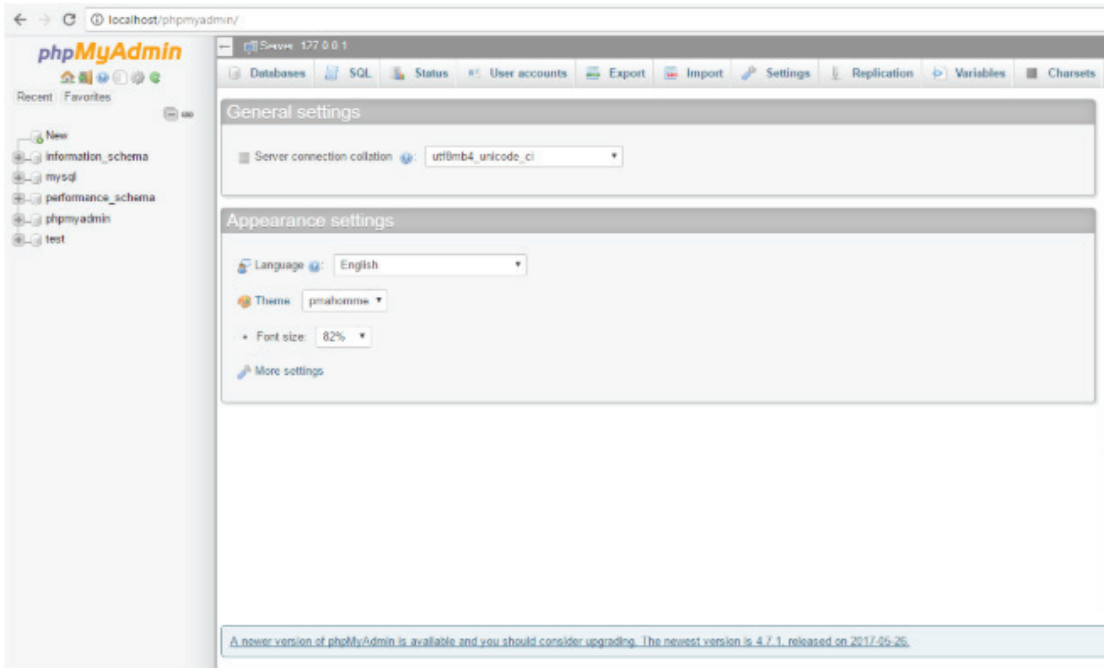 localhost/phpmyadmin/
phpMyAdmin
Recent Favorites
New
information_schema
mysql
performance_schema
phpmyadmin
test
Server: 127.0.0.1
Databases SQL Status User accounts Export Import Settings Replication Variables Charsets
General settings
Server connection collation : utf8mb4_unicode_ci
Appearance settings
Language : English
Theme: pmahomme
Font size: 82%
More settings
A newer version of phpMyAdmin is available and you should consider upgrading. The newest version is 4.7.1, released on 2017-05-26.